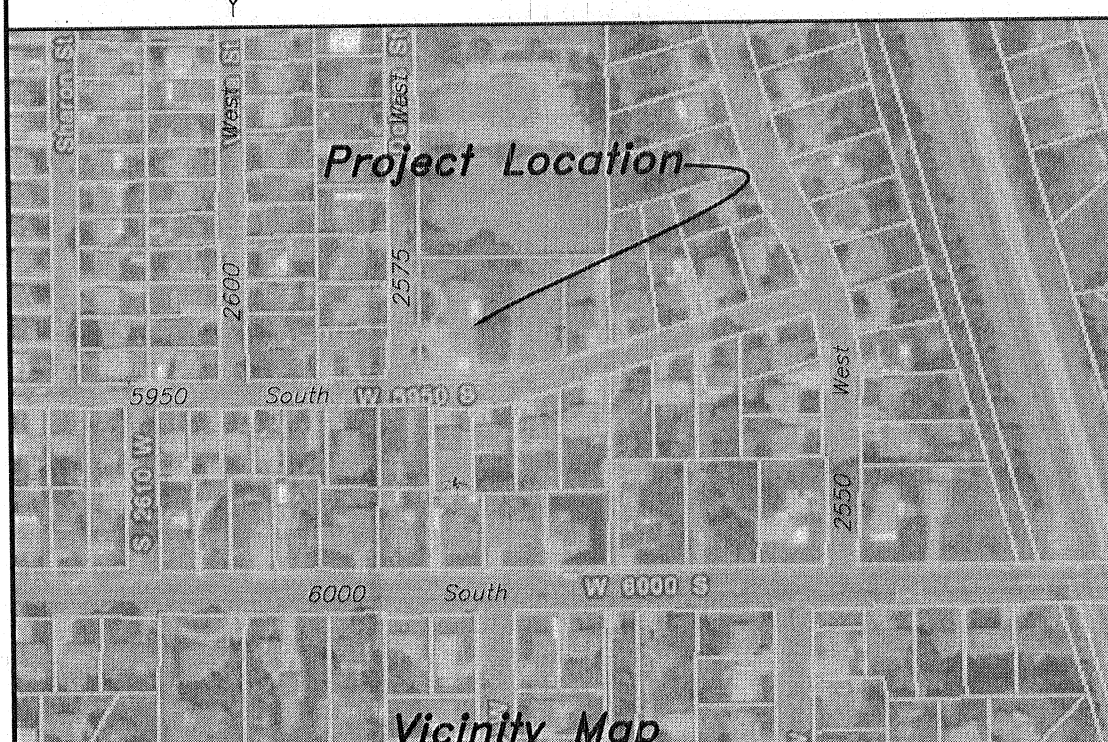 Sharon St
West
St
West
St
Project Location
2600
2575
5950 South W 5950 S
West
S 2610 W
2550
6000 South W 6000 S
Vicinity Map